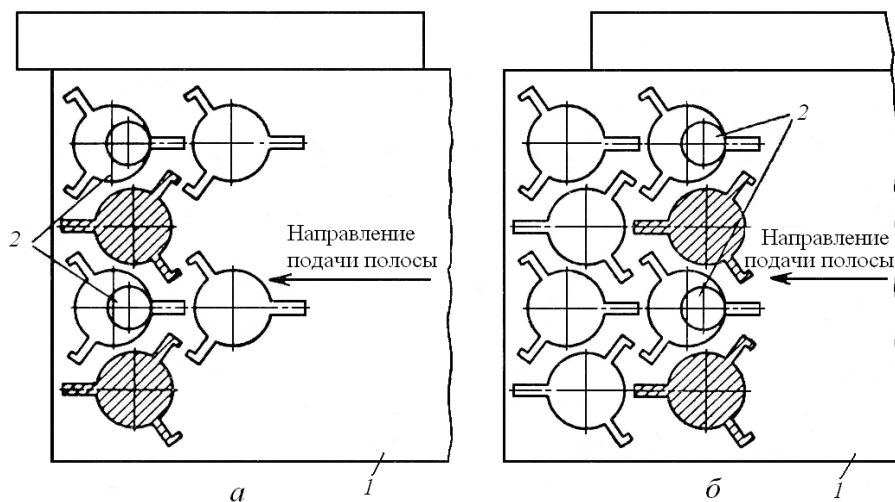 2
2
Направление
подачи полосы
Направление
подачи полосы
1
1
а
б